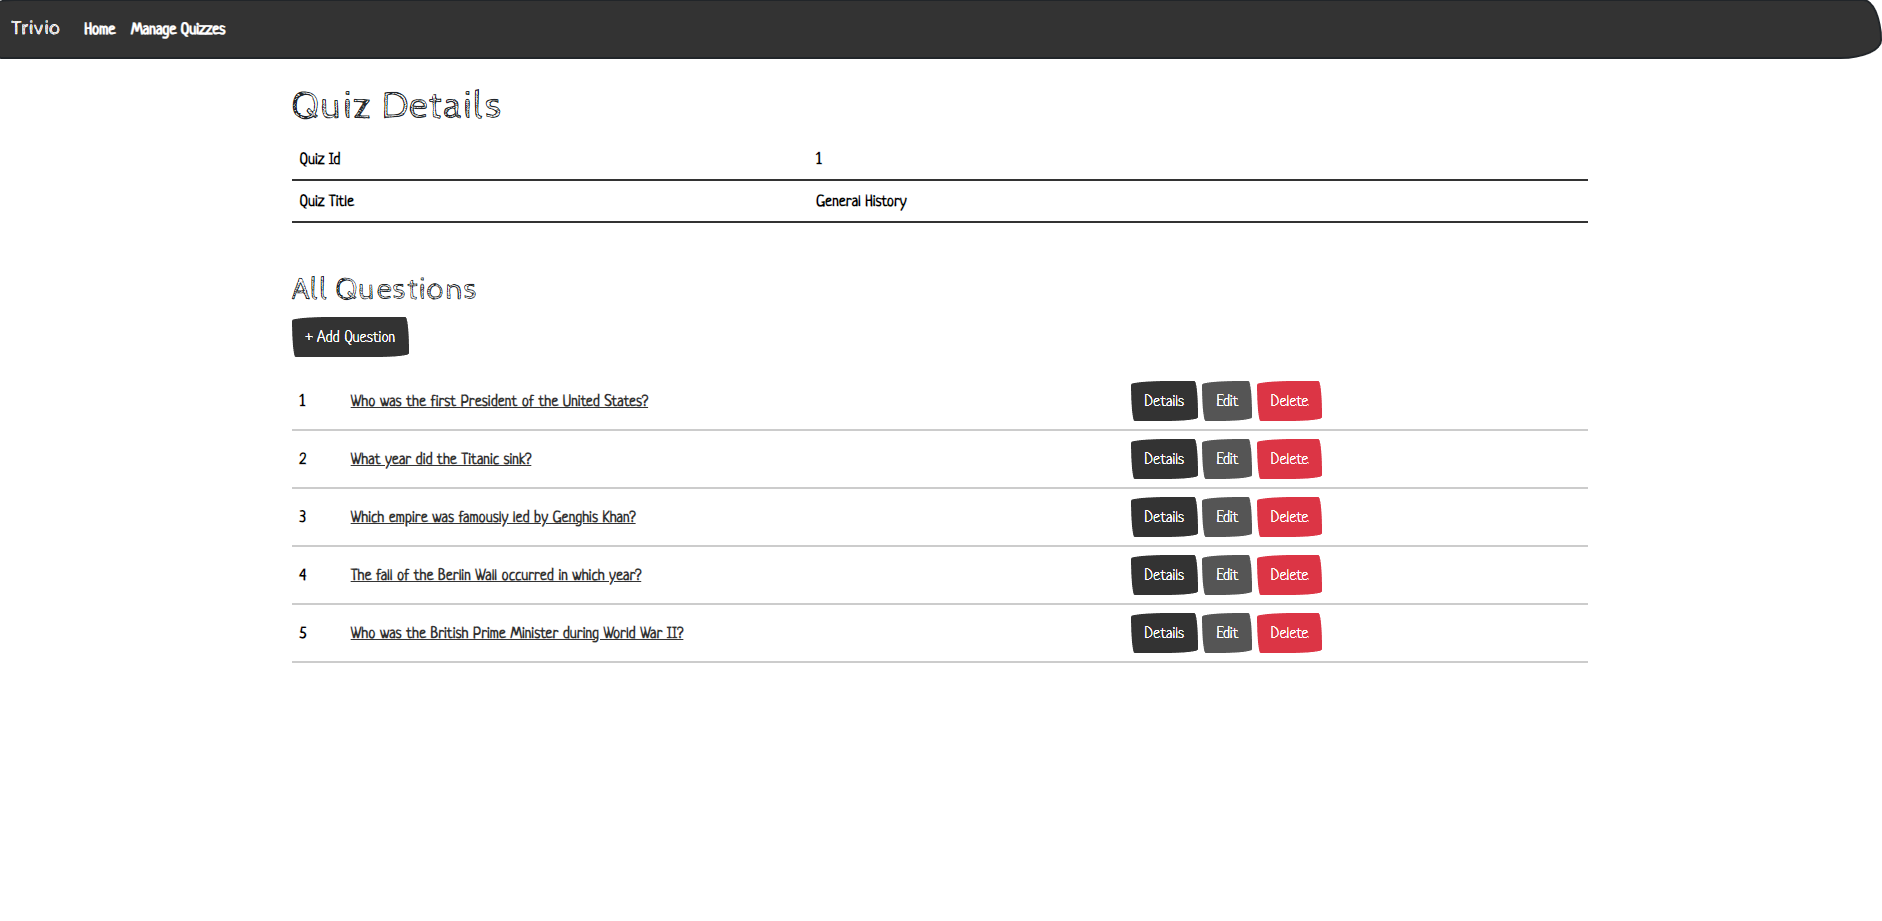 Trivio Home Manage Quizzes
Quiz Details
Quiz Id 1
Quiz Title General History
All Questions
+ Add Question
1 Who was the first President of the United States? Details Edit Delete
2 What year did the Titanic sink? Details Edit Delete
3 Which empire was famously led by Genghis Khan? Details Edit Delete
4 The fall of the Berlin Wall occurred in which year? Details Edit Delete
5 Who was the British Prime Minister during World War II? Details Edit Delete